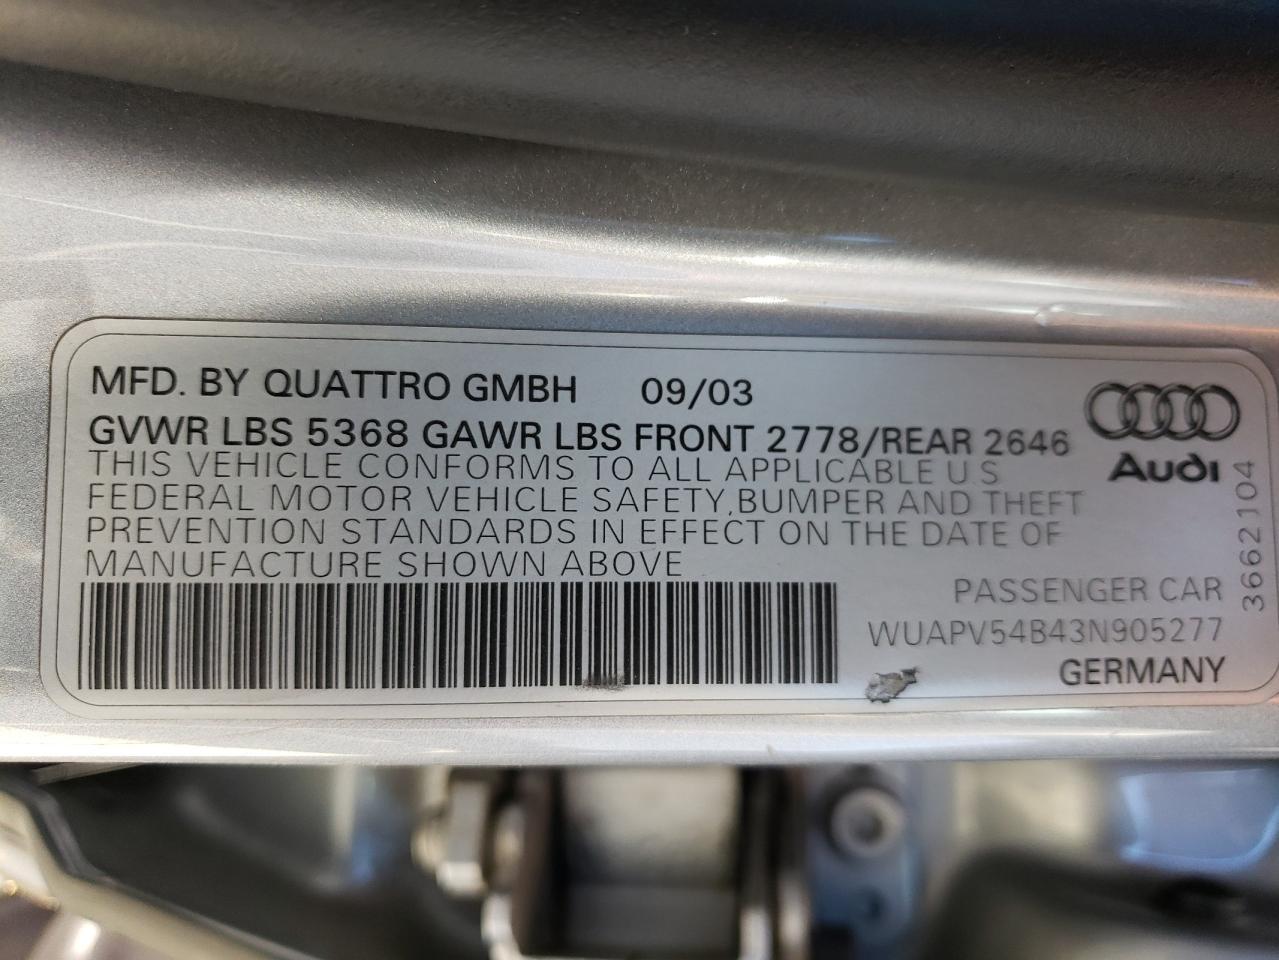 MFD. BY QUATTRO GMBH 09/03
GVWR LBS 5368 GAWR LBS FRONT 2778/REAR 2646
THIS VEHICLE CONFORMS TO ALL APPLICABLE U S
FEDERAL MOTOR VEHICLE SAFETY, BUMPER AND THEFT
PREVENTION STANDARDS IN EFFECT ON THE DATE OF
MANUFACTURE SHOWN ABOVE
Audi
3662104
PASSENGER CAR
WUAPV54B43N905277
GERMANY